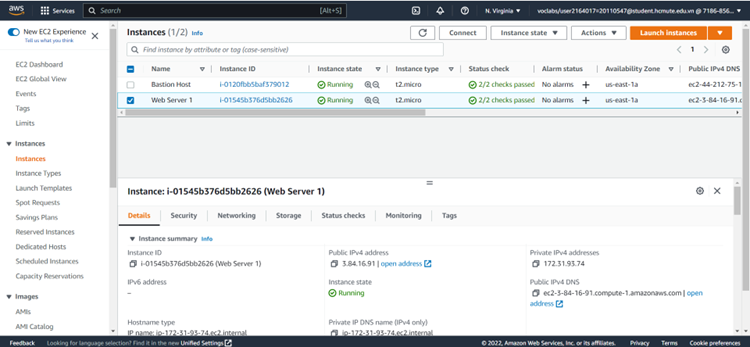 aws
Services
Search
[Alt+S]
N. Virginia
voclabs/user2164017=20110547@student.hcmute.edu.vn @ 7186-856...
New EC2 Experience
Tell us what you think
EC2 Dashboard
EC2 Global View
Events
Tags
Limits
Instances
Instances
Instance Types
Launch Templates
Spot Requests
Savings Plans
Reserved Instances
Dedicated Hosts
Scheduled Instances
Capacity Reservations
Images
AMIs
AMI Catalog
Instances (1/2) Info
Connect
Instance state
Actions
Launch instances
Find instance by attribute or tag (case-sensitive)
1
Name Instance ID Instance state Instance type Status check Alarm status Availability Zone Public IPv4 DNS
Bastion Host i-0120fbb5baf379012 Running t2.micro 2/2 checks passed No alarms + us-east-1a ec2-44-212-75-1
Web Server 1 i-01545b376d5bb2626 Running t2.micro 2/2 checks passed No alarms + us-east-1a ec2-3-84-16-91.c
Instance: i-01545b376d5bb2626 (Web Server 1)
Details Security Networking Storage Status checks Monitoring Tags
Instance summary Info
Instance ID
i-01545b376d5bb2626 (Web Server 1)
Public IPv4 address
3.84.16.91 | open address
Private IPv4 addresses
172.31.93.74
IPv6 address
–
Instance state
Running
Public IPv4 DNS
ec2-3-84-16-91.compute-1.amazonaws.com | open
address
Hostname type
IP name: ip-172-31-93-74.ec2.internal
Private IP DNS name (IPv4 only)
ip-172-31-93-74.ec2.internal
Feedback
Looking for language selection? Find it in the new Unified Settings
© 2022, Amazon Web Services, Inc. or its affiliates.
Privacy
Terms
Cookie preferences